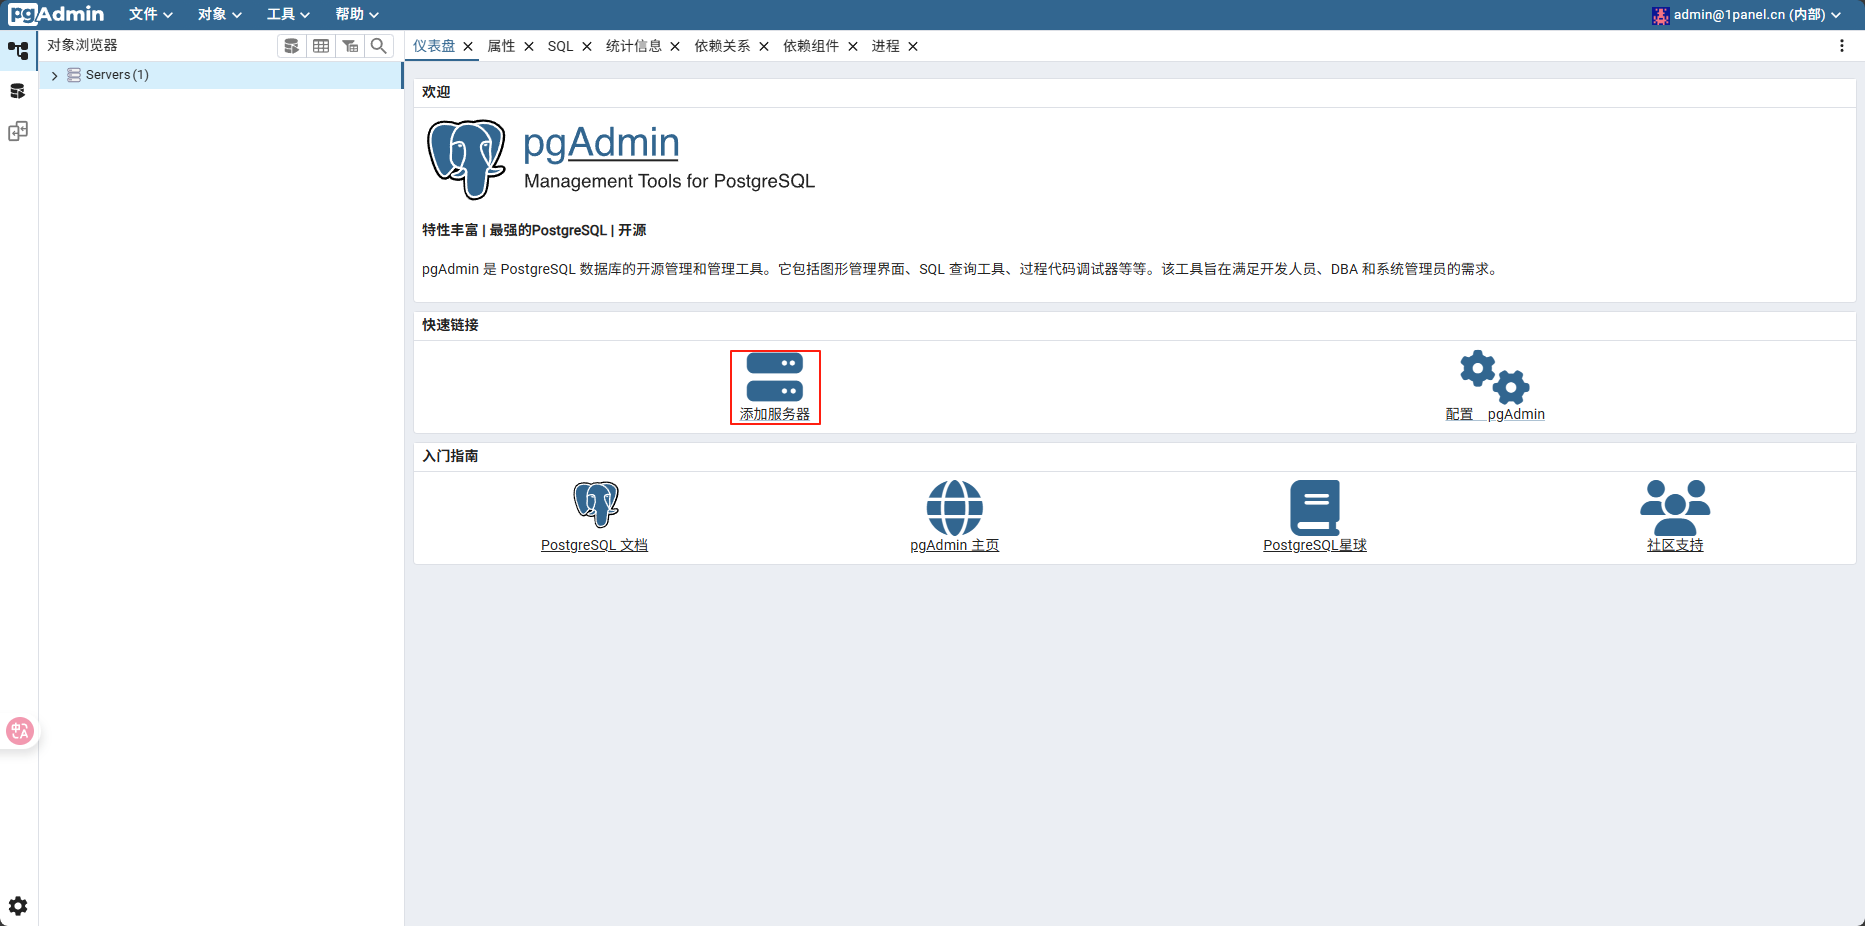 pgAdmin 文件 对象 工具 帮助 admin@1panel.cn (内部)
对象浏览器 仪表盘 属性 SQL 统计信息 依赖关系 依赖组件 进程
Servers (1)
欢迎
pgAdmin
Management Tools for PostgreSQL
特性丰富 | 最强的PostgreSQL | 开源
pgAdmin 是 PostgreSQL 数据库的开源管理和管理工具。它包括图形管理界面、SQL 查询工具、过程代码调试器等等。该工具旨在满足开发人员、DBA 和系统管理员的需求。
快速链接
添加服务器 配置 pgAdmin
入门指南
PostgreSQL 文档 pgAdmin 主页 PostgreSQL星球 社区支持
中A